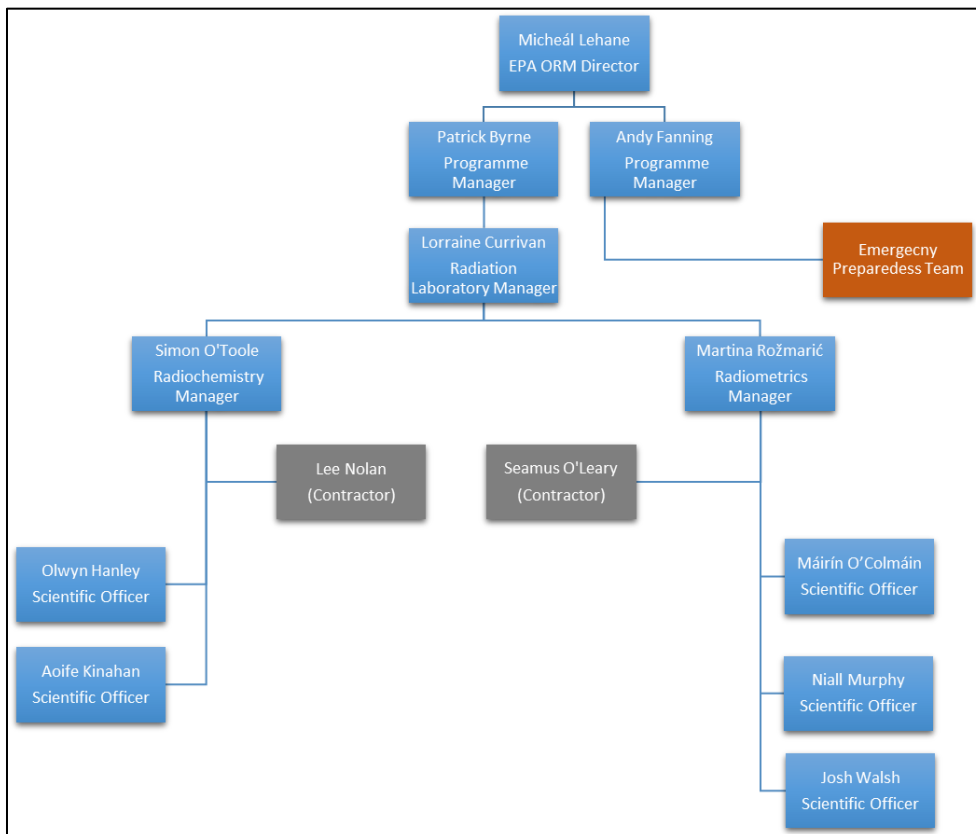 Micheál Lehane
EPA ORM Director
Patrick Byrne
Programme
Manager
Andy Fanning
Programme
Manager
Lorraine Currivan
Radiation
Laboratory Manager
Emergecny
Preparedess Team
Simon O'Toole
Radiochemistry
Manager
Martina Rožmarić
Radiometrics
Manager
Lee Nolan
(Contractor)
Seamus O'Leary
(Contractor)
Olwyn Hanley
Scientific Officer
Máirín O’Colmáin
Scientific Officer
Aoife Kinahan
Scientific Officer
Niall Murphy
Scientific Officer
Josh Walsh
Scientific Officer